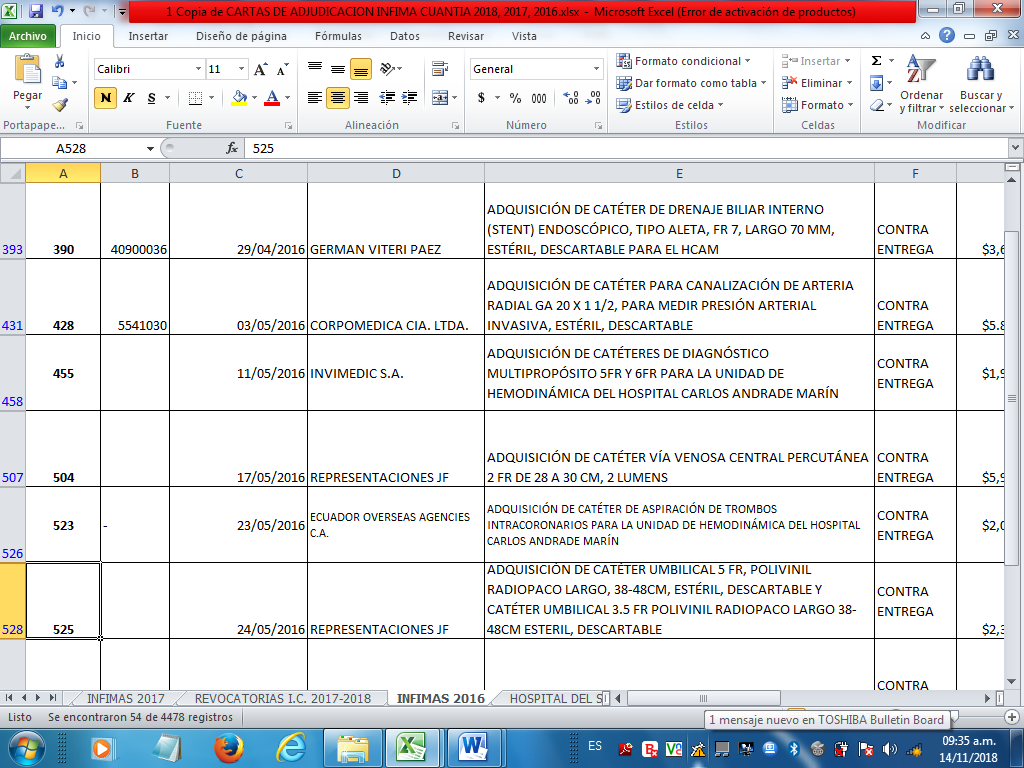 1 Copia de CARTAS DE ADJUDICACION INFIMA CUANTIA 2018, 2017, 2016.xlsx - Microsoft Excel (Error de activación de productos)
Archivo Inicio Insertar Diseño de página Fórmulas Datos Revisar Vista
Pegar
Calibri 11
N K S
General
$ % 000
Formato condicional
Dar formato como tabla
Estilos de celda
Insertar
Eliminar
Formato
Σ
Ordenar y filtrar
Buscar y seleccionar
Portapape... Fuente Alineación Número Estilos Celdas Modificar
A528 fx 525
A B C D E F
393 390 40900036 29/04/2016 GERMAN VITERI PAEZ
ADQUISICIÓN DE CATÉTER DE DRENAJE BILIAR INTERNO
(STENT) ENDOSCÓPICO, TIPO ALETA, FR 7, LARGO 70 MM,
ESTÉRIL, DESCARTABLE PARA EL HCAM
CONTRA
ENTREGA
$3,6
431 428 5541030 03/05/2016 CORPOMEDICA CIA. LTDA.
ADQUISICIÓN DE CATÉTER PARA CANALIZACIÓN DE ARTERIA
RADIAL GA 20 X 1 1/2, PARA MEDIR PRESIÓN ARTERIAL
INVASIVA, ESTÉRIL, DESCARTABLE
CONTRA
ENTREGA
$5.8
458 455 11/05/2016 INVIMEDIC S.A.
ADQUISICIÓN DE CATÉTERES DE DIAGNÓSTICO
MULTIPROPÓSITO 5FR Y 6FR PARA LA UNIDAD DE
HEMODINÁMICA DEL HOSPITAL CARLOS ANDRADE MARÍN
CONTRA
ENTREGA
$1,9
507 504 17/05/2016 REPRESENTACIONES JF
ADQUISICIÓN DE CATÉTER VÍA VENOSA CENTRAL PERCUTÁNEA
2 FR DE 28 A 30 CM, 2 LUMENS
CONTRA
ENTREGA
$5,9
526 523 - 23/05/2016
ECUADOR OVERSEAS AGENCIES
C.A.
ADQUISICIÓN DE CATÉTER DE ASPIRACIÓN DE TROMBOS
INTRACORONARIOS PARA LA UNIDAD DE HEMODINÁMICA DEL HOSPITAL
CARLOS ANDRADE MARÍN
CONTRA
ENTREGA
$2,0
528 525 24/05/2016 REPRESENTACIONES JF
ADQUISICIÓN DE CATÉTER UMBILICAL 5 FR, POLIVINIL
RADIOPACO LARGO, 38-48CM, ESTÉRIL, DESCARTABLE Y
CATÉTER UMBILICAL 3.5 FR POLIVINIL RADIOPACO LARGO 38-
48CM ESTERIL, DESCARTABLE
CONTRA
ENTREGA
$2,3
CONTRA
INFIMAS 2017 REVOCATORIAS I.C. 2017-2018 INFIMAS 2016 HOSPITAL DEL S
Listo Se encontraron 54 de 4478 registros
1 mensaje nuevo en TOSHIBA Bulletin Board
ES
09:35 a.m.
14/11/2018